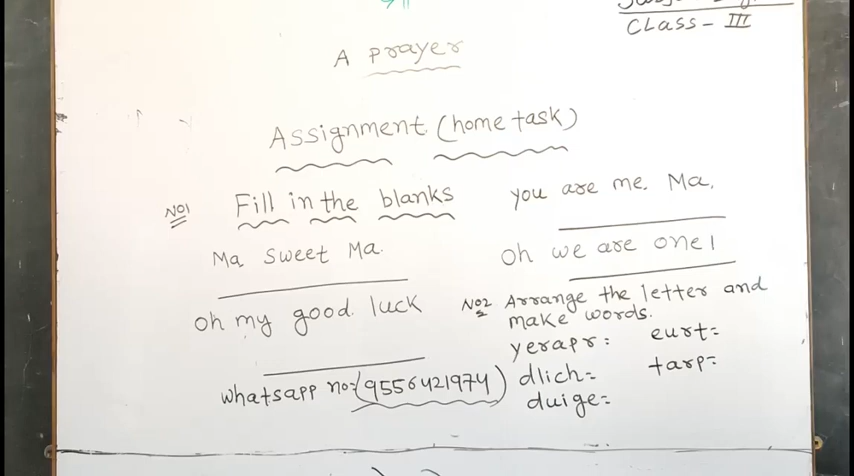 CLASS - III
A prayer
Assignment. (home task)
No1 Fill in the blanks
Ma sweet Ma.
oh my good. luck
whatsapp no=(9556421974)
you are me. Ma.
oh we are one!
No2 Arrange the letter and
make words.
yerapr: eurt=
dlich= tarp=
duige=